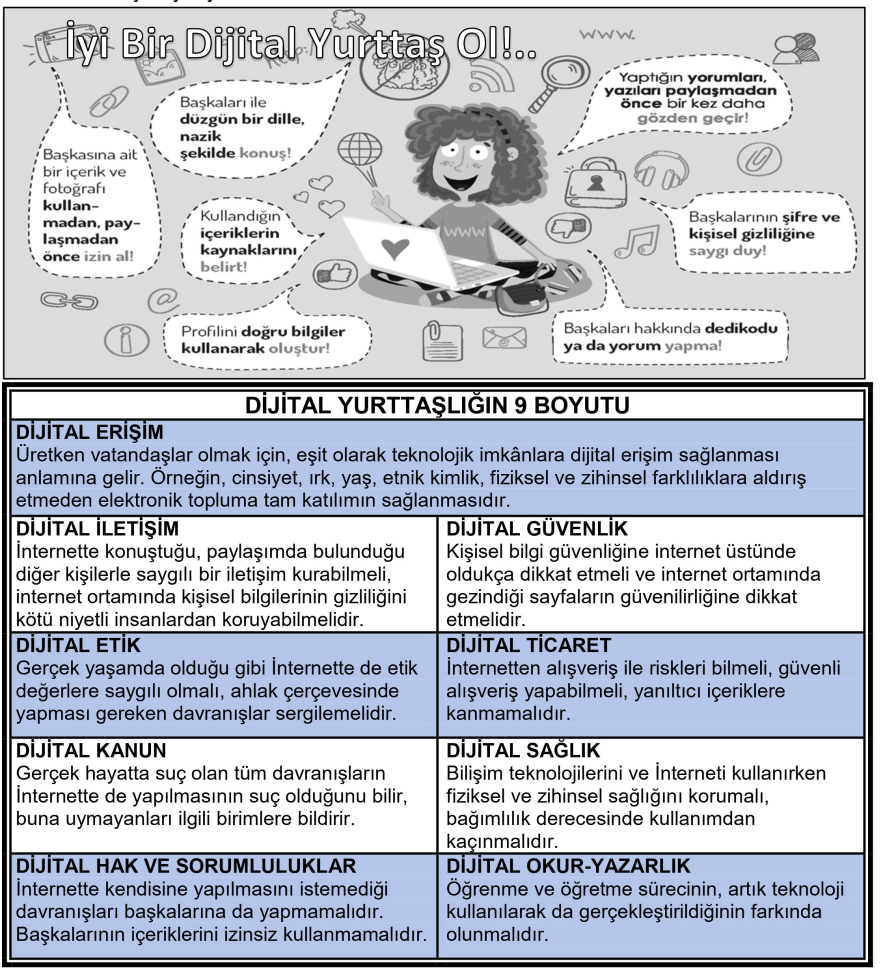 İyi Bir Dijital Yurttaş Ol!..
www.
Başkasına ait
bir içerik ve
fotoğrafı
kullan-
madan, pay-
laşmadan
önce izin al!
Başkaları ile
düzgün bir dille,
nazik
şekilde konuş!
Yaptığın yorumları,
yazıları paylaşmadan
önce bir kez daha
gözden geçir!
Kullandığın
içeriklerin
kaynaklarını
belirt!
www
Başkalarının şifre ve
kişisel gizliliğine
saygı duy!
@
i
Profilini doğru bilgiler
kullanarak oluştur!
Başkaları hakkında dedikodu
ya da yorum yapma!
DİJİTAL YURTTAŞLIĞIN 9 BOYUTU
DİJİTAL ERİŞİM
Üretken vatandaşlar olmak için, eşit olarak teknolojik imkânlara dijital erişim sağlanması
anlamına gelir. Örneğin, cinsiyet, ırk, yaş, etnik kimlik, fiziksel ve zihinsel farklılıklara aldırış
etmeden elektronik topluma tam katılımın sağlanmasıdır.
DİJİTAL İLETİŞİM
İnternette konuştuğu, paylaşımda bulunduğu
diğer kişilerle saygılı bir iletişim kurabilmeli,
internet ortamında kişisel bilgilerinin gizliliğini
kötü niyetli insanlardan koruyabilmelidir.
DİJİTAL GÜVENLİK
Kişisel bilgi güvenliğine internet üstünde
oldukça dikkat etmeli ve internet ortamında
gezindiği sayfaların güvenilirliğine dikkat
etmelidir.
DİJİTAL ETİK
Gerçek yaşamda olduğu gibi İnternette de etik
değerlere saygılı olmalı, ahlak çerçevesinde
yapması gereken davranışlar sergilemelidir.
DİJİTAL TİCARET
İnternetten alışveriş ile riskleri bilmeli, güvenli
alışveriş yapabilmeli, yanıltıcı içeriklere
kanmamalıdır.
DİJİTAL KANUN
Gerçek hayatta suç olan tüm davranışların
İnternette de yapılmasının suç olduğunu bilir,
buna uymayanları ilgili birimlere bildirir.
DİJİTAL SAĞLIK
Bilişim teknolojilerini ve İnterneti kullanırken
fiziksel ve zihinsel sağlığını korumalı,
bağımlılık derecesinde kullanımdan
kaçınmalıdır.
DİJİTAL HAK VE SORUMLULUKLAR
İnternette kendisine yapılmasını istemediği
davranışları başkalarına da yapmamalıdır.
Başkalarının içeriklerini izinsiz kullanmamalıdır.
DİJİTAL OKUR-YAZARLIK
Öğrenme ve öğretme sürecinin, artık teknoloji
kullanılarak da gerçekleştirildiğinin farkında
olunmalıdır.